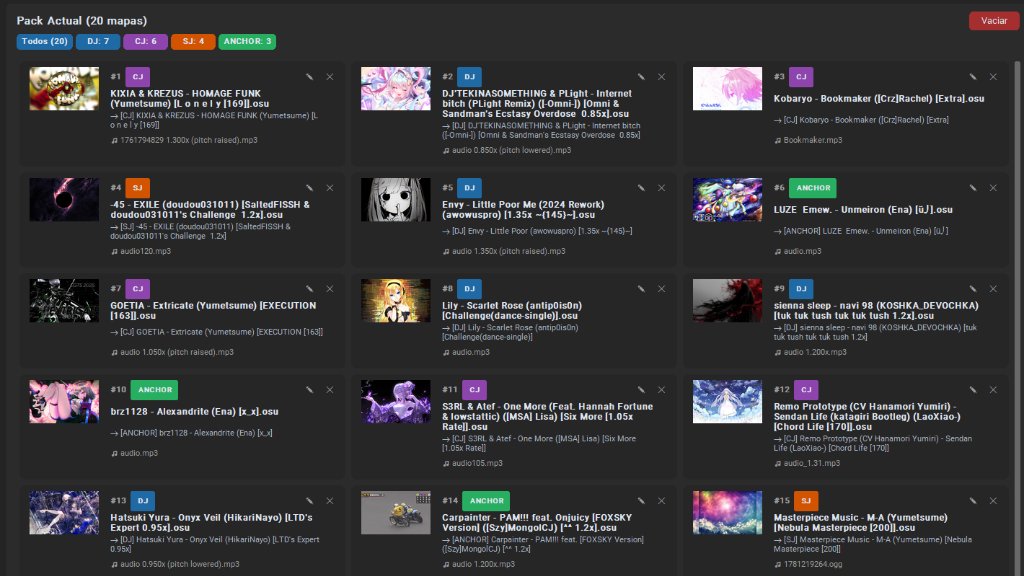 Pack Actual (20 mapas)
Vaciar
Todos (20) DJ: 7 CJ: 6 SJ: 4 ANCHOR: 3
#1 CJ
KIXIA & KREZUS - HOMAGE FUNK
(Yumetsume) [L o n e l y [169]].osu
→ [CJ] KIXIA & KREZUS - HOMAGE FUNK (Yumetsume) [L
o n e l y [169]]
♫ 1761794829 1.300x (pitch raised).mp3
#2 DJ
DJ'TEKINASOMETHING & PLight - Internet
bitch (PLight Remix) ([-Omni-]) [Omni &
Sandman's Ecstasy Overdose 0.85x].osu
→ [DJ] DJ'TEKINASOMETHING & PLight - Internet bitch
([-Omni-]) [Omni & Sandman's Ecstasy Overdose 0.85x]
♫ audio 0.850x (pitch lowered).mp3
#3 CJ
Kobaryo - Bookmaker ([Crz]Rachel) [Extra].osu
→ [CJ] Kobaryo - Bookmaker ([Crz]Rachel) [Extra]
♫ Bookmaker.mp3
#4 SJ
-45 - EXILE (doudou031011) [SaltedFISSH &
doudou031011's Challenge 1.2x].osu
→ [SJ] -45 - EXILE (doudou031011) [SaltedFISSH &
doudou031011's Challenge 1.2x]
♫ audio120.mp3
#5 DJ
Envy - Little Poor Me (2024 Rework)
(awowuspro) [1.35x ~(145)~].osu
→ [DJ] Envy - Little Poor (awowuspro) [1.35x ~(145)~]
♫ audio 1.350x (pitch raised).mp3
#6 ANCHOR
LUZE Emew. - Unmeiron (Ena) [ப்ப].osu
♫ audio.mp3
#7 CJ
GOETIA - Extricate (Yumetsume) [EXECUTION
[163]].osu
→ [CJ] GOETIA - Extricate (Yumetsume) [EXECUTION [163]]
♫ audio 1.050x (pitch raised).mp3
#8 DJ
Lily - Scarlet Rose (antip0is0n)
[Challenge(dance-single)].osu
→ [DJ] Lily - Scarlet Rose (antip0is0n)
[Challenge(dance-single)]
♫ audio.mp3
#9 DJ
sienna sleep - navi 98 (KOSHKA_DEVOCHKA)
[tuk tuk tush tuk tuk tush 1.2x].osu
→ [DJ] sienna sleep - navi 98 (KOSHKA_DEVOCHKA) [tuk
tuk tush tuk tuk tush 1.2x]
♫ audio 1.200x.mp3
#10 ANCHOR
brz1128 - Alexandrite (Ena) [x_x].osu
→ [ANCHOR] brz1128 - Alexandrite (Ena) [x_x]
♫ audio.mp3
#11 CJ
S3RL & Atef - One More (Feat. Hannah Fortune
& lowstattic) ([MSA] Lisa) [Six More [1.05x
Rate]].osu
→ [CJ] S3RL & Atef - One More ([MSA] Lisa) [Six More
[1.05x Rate]]
♫ audio105.mp3
#12 CJ
Remo Prototype (CV Hanamori Yumiri) -
Sendan Life (katagiri Bootleg) (LaoXiao-)
[Chord Life [170]].osu
→ [CJ] Remo Prototype (CV Hanamori Yumiri) - Sendan
Life (LaoXiao-) [Chord Life [170]]
♫ audio_1.31.mp3
#13 DJ
Hatsuki Yura - Onyx Veil (HikariNayo) [LTD's
Expert 0.95x].osu
→ [DJ] Hatsuki Yura - Onyx Veil (HikariNayo) [LTD's Expert
0.95x]
♫ audio 0.950x (pitch lowered).mp3
#14 ANCHOR
Carpainter - PAM!!! feat. Onjuicy [FOXSKY
Version] ([Szy]MongolCJ) [^^ 1.2x].osu
→ [ANCHOR] Carpainter - PAM!!! feat. [FOXSKY Version]
([Szy]MongolCJ) [^^ 1.2x]
♫ audio 1.200x.mp3
#15 SJ
Masterpiece Music - M-A (Yumetsume)
[Nebula Masterpiece [200]].osu
→ [SJ] Masterpiece Music - M-A (Yumetsume) [Nebula
Masterpiece [200]]
♫ 1781219264.ogg